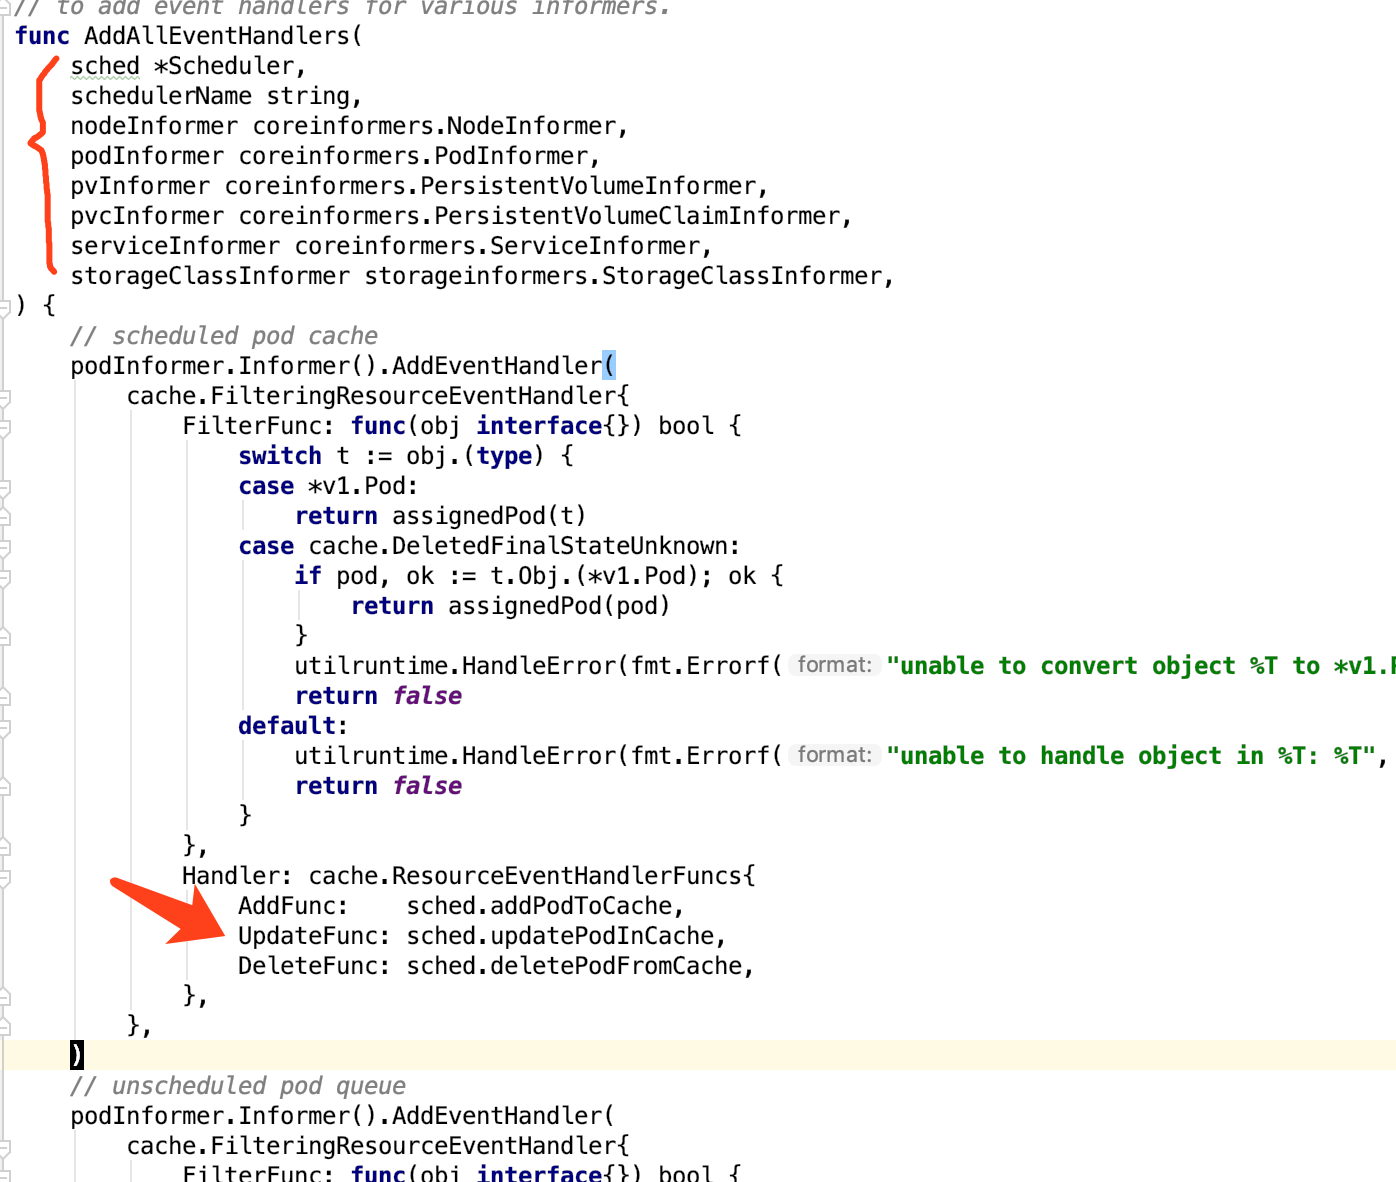 // to add event handlers for various informers.
func AddAllEventHandlers(
    sched *Scheduler,
    schedulerName string,
    nodeInformer coreinformers.NodeInformer,
    podInformer coreinformers.PodInformer,
    pvInformer coreinformers.PersistentVolumeInformer,
    pvcInformer coreinformers.PersistentVolumeClaimInformer,
    serviceInformer coreinformers.ServiceInformer,
    storageClassInformer storageinformers.StorageClassInformer,
) {
    // scheduled pod cache
    podInformer.Informer().AddEventHandler(
        cache.FilteringResourceEventHandler{
            FilterFunc: func(obj interface{}) bool {
                switch t := obj.(type) {
                case *v1.Pod:
                    return assignedPod(t)
                case cache.DeletedFinalStateUnknown:
                    if pod, ok := t.Obj.(*v1.Pod); ok {
                        return assignedPod(pod)
                    }
                    utilruntime.HandleError(fmt.Errorf( format: "unable to convert object %T to *v1.
                    return false
                default:
                    utilruntime.HandleError(fmt.Errorf( format: "unable to handle object in %T: %T",
                    return false
                }
            },
            Handler: cache.ResourceEventHandlerFuncs{
                AddFunc:    sched.addPodToCache,
                UpdateFunc: sched.updatePodInCache,
                DeleteFunc: sched.deletePodFromCache,
            },
        },
    )
    // unscheduled pod queue
    podInformer.Informer().AddEventHandler(
        cache.FilteringResourceEventHandler{
            FilterFunc: func(obj interface{}) bool {